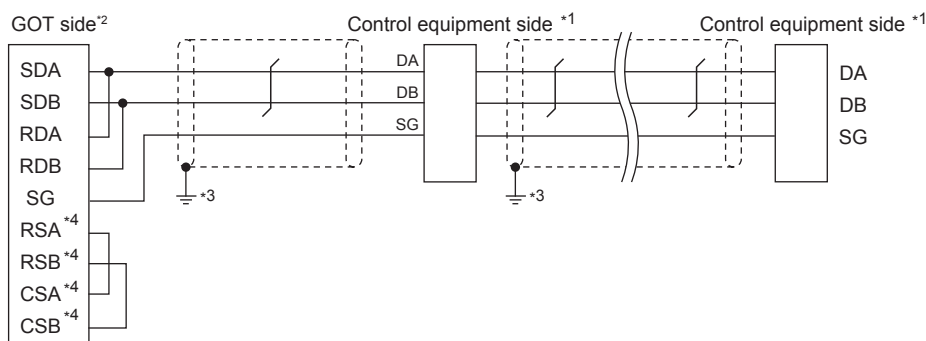 GOT side*2
Control equipment side *1
Control equipment side *1
SDA
SDB
RDA
RDB
SG
RSA*4
RSB*4
CSA*4
CSB*4
DA
DB
SG
*3
*3
DA
DB
SG